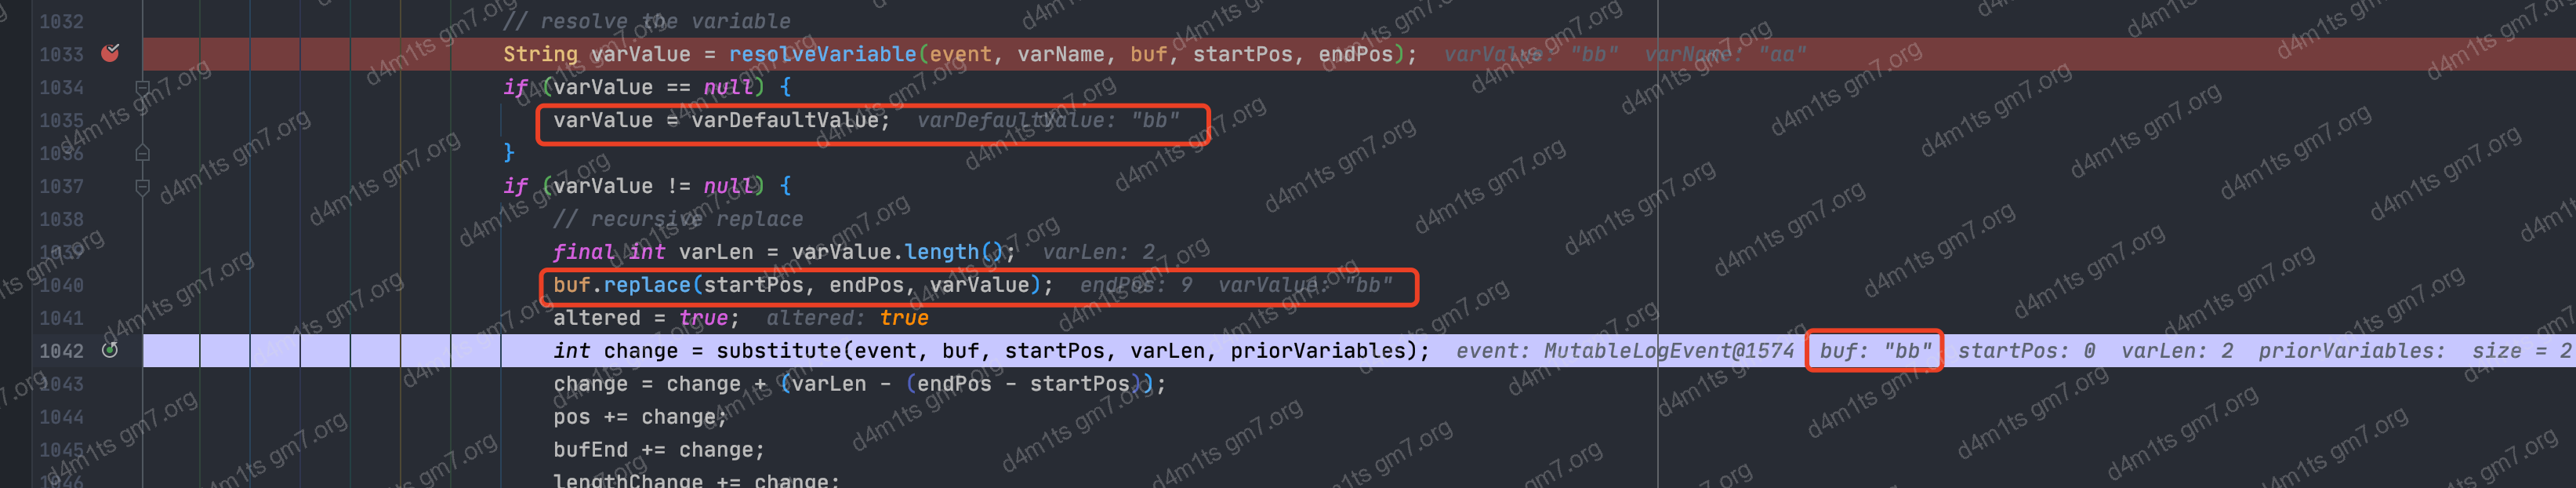 1032 // resolve the variable
1033 String varValue = resolveVariable(event, varName, buf, startPos, endPos); varValue: "bb" varName: "aa"
1034 if (varValue == null) {
1035 varValue = varDefaultValue; varDefaultValue: "bb"
1036 }
1037 if (varValue != null) {
1038 // recursive replace
1039 final int varLen = varValue.length(); varLen: 2
1040 buf.replace(startPos, endPos, varValue); endPos: 9 varValue: "bb"
1041 altered = true; altered: true
1042 int change = substitute(event, buf, startPos, varLen, priorVariables); event: MutableLogEvent@1574 buf: "bb" startPos: 0 varLen: 2 priorVariables: size = 2
1043 change = change + (varLen - (endPos - startPos));
1044 pos += change;
1045 bufEnd += change;
1046 lengthChange += change;
d4m1ts gm7.org